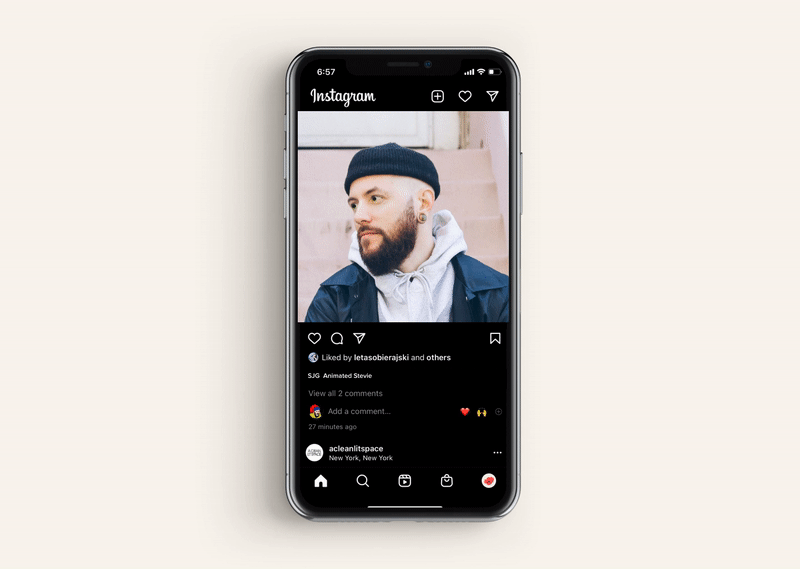 6:57
Instagram
Liked by letasobierajski and others
SJG Animated Stevie
View all 2 comments
Add a comment...
27 minutes ago
acleanlitspace
New York, New York